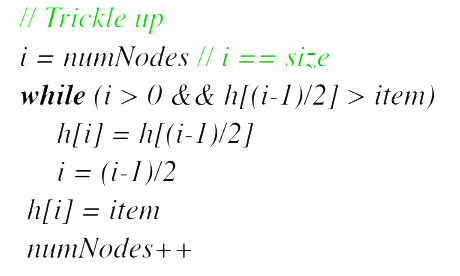 // Trickle up
i = numNodes // i == size
while (i > 0 && h[(i-1)/2] > item)
h[i] = h[(i-1)/2]
i = (i-1)/2
h[i] = item
numNodes++